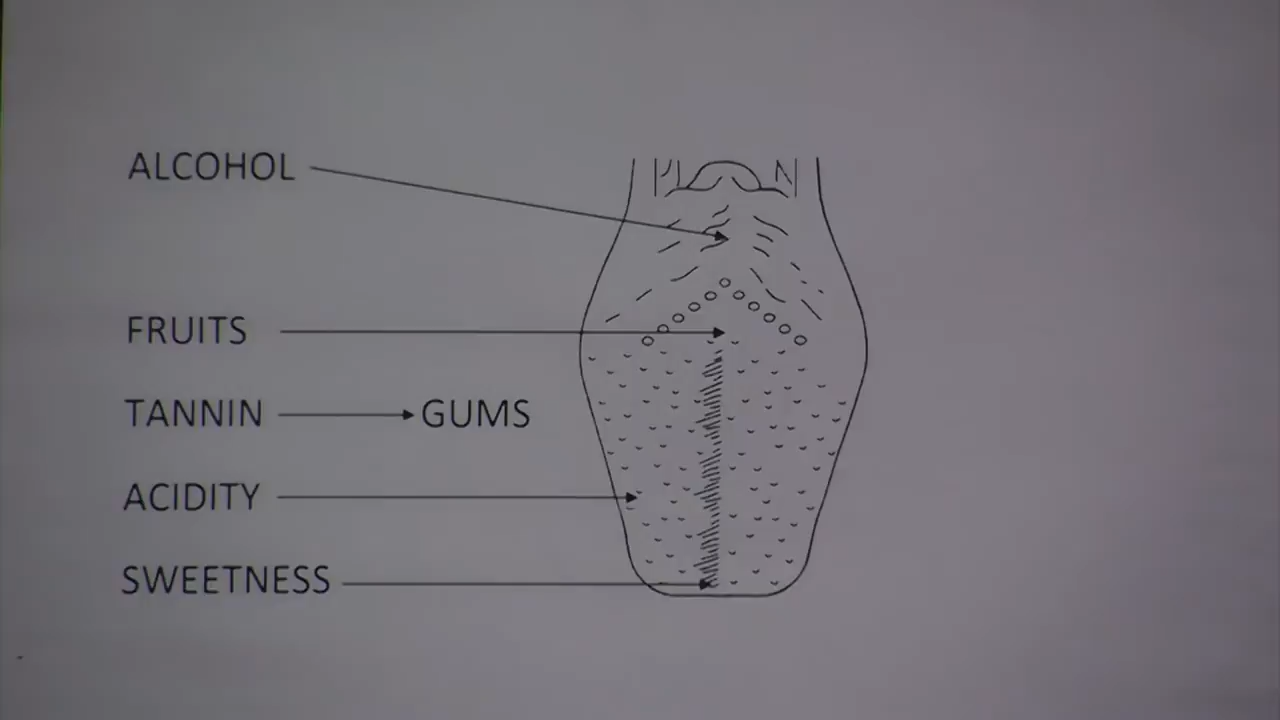 ALCOHOL
FRUITS
TANNIN GUMS
ACIDITY
SWEETNESS